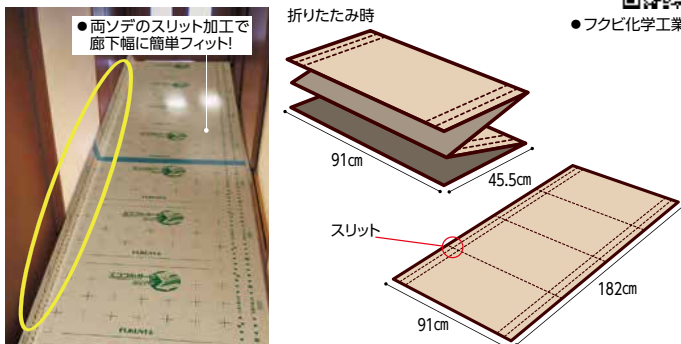 ●両ソデのスリット加工で
廊下幅に簡単フィット!
折りたたみ時
●フクビ化学工業
91cm
45.5cm
スリット
182cm
91cm
FUKUVI